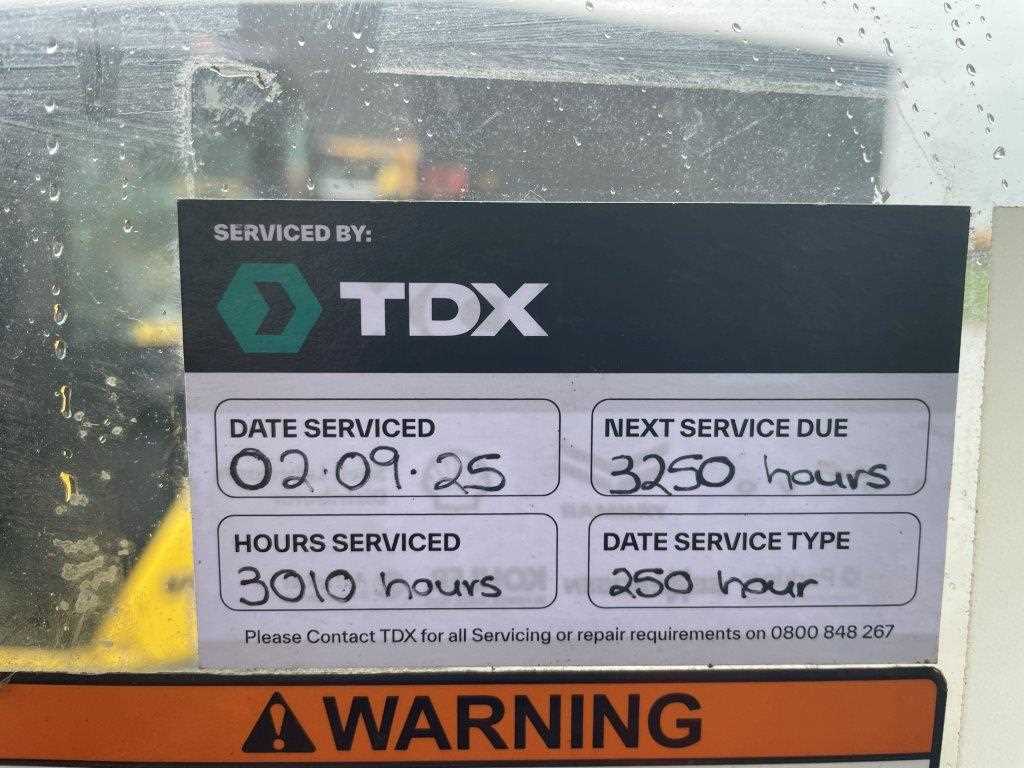 SERVICED BY:
TDX
DATE SERVICED
02.09.25
NEXT SERVICE DUE
3250 hours
HOURS SERVICED
3010 hours
DATE SERVICE TYPE
250 hour
Please Contact TDX for all Servicing or repair requirements on 0800 848 267
WARNING